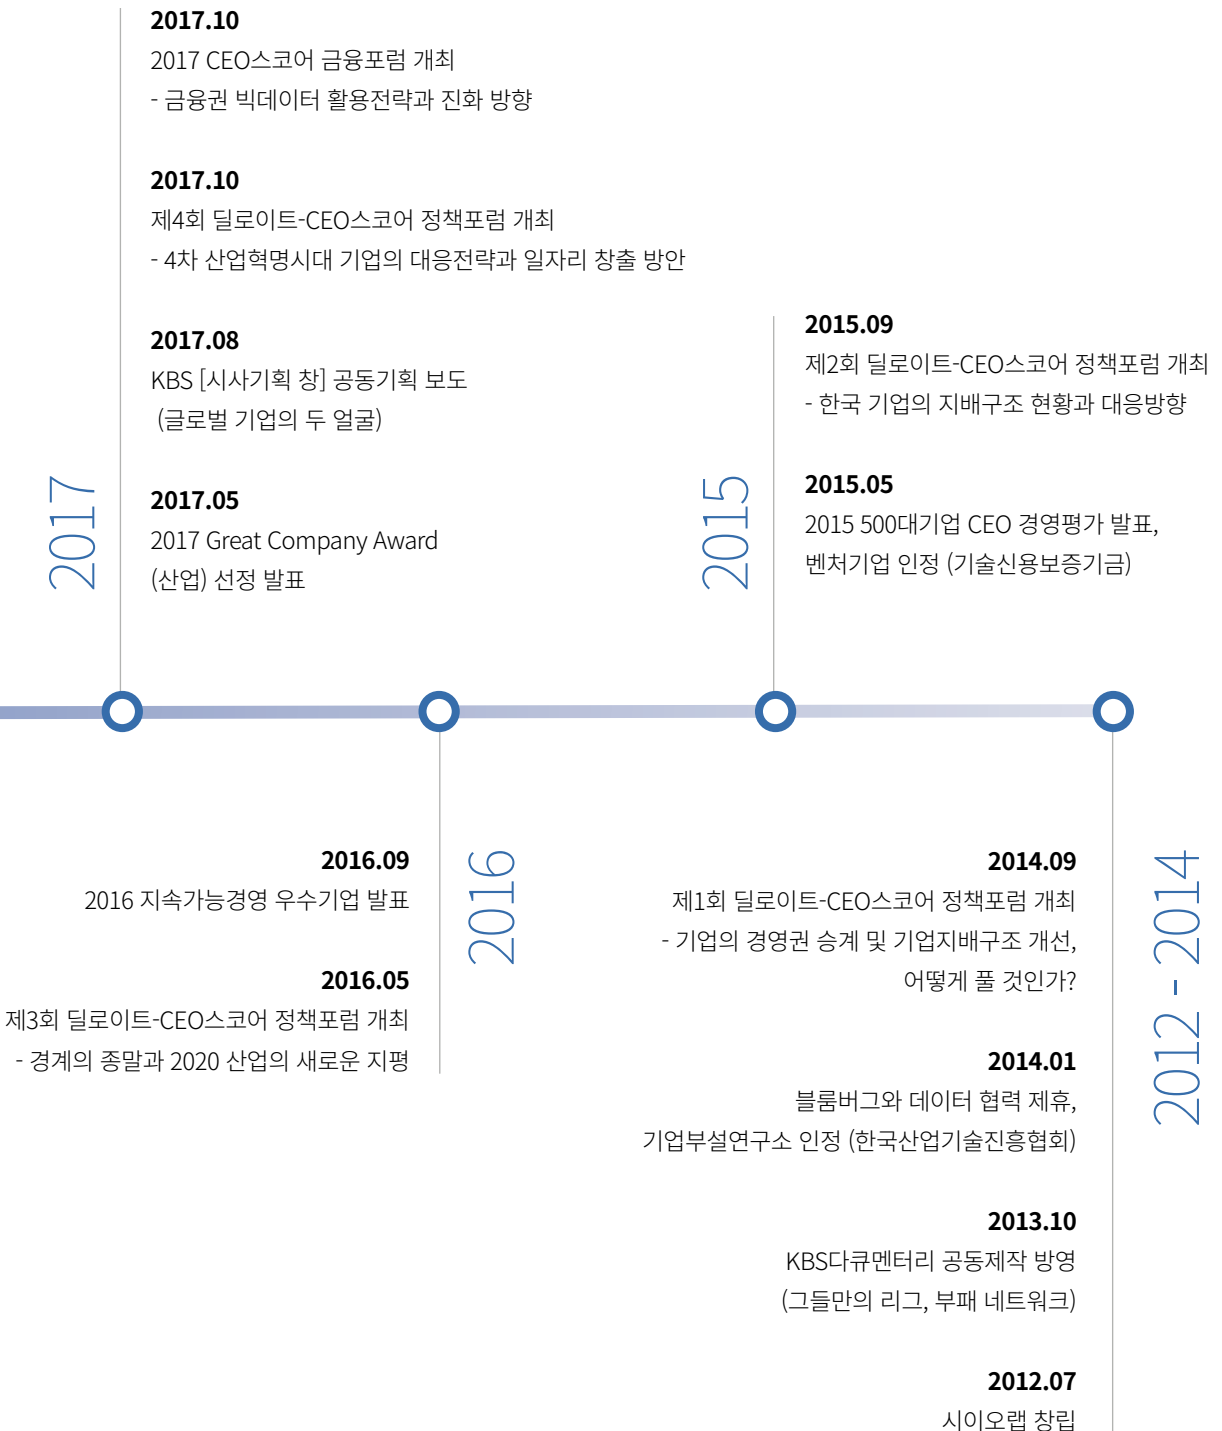 2017
2017.10
2017 CEO스코어 금융포럼 개최
- 금융권 빅데이터 활용전략과 진화 방향
2017.10
제4회 딜로이트-CEO스코어 정책포럼 개최
- 4차 산업혁명시대 기업의 대응전략과 일자리 창출 방안
2017.08
KBS [시사기획 창] 공동기획 보도
(글로벌 기업의 두 얼굴)
2017.05
2017 Great Company Award
(산업) 선정 발표
2015
2015.09
제2회 딜로이트-CEO스코어 정책포럼 개최
- 한국 기업의 지배구조 현황과 대응방향
2015.05
2015 500대기업 CEO 경영평가 발표,
벤처기업 인정 (기술신용보증기금)
2016
2016.09
2016 지속가능경영 우수기업 발표
2016.05
제3회 딜로이트-CEO스코어 정책포럼 개최
- 경계의 종말과 2020 산업의 새로운 지평
2012 - 2014
2014.09
제1회 딜로이트-CEO스코어 정책포럼 개최
- 기업의 경영권 승계 및 기업지배구조 개선,
어떻게 풀 것인가?
2014.01
블룸버그와 데이터 협력 제휴,
기업부설연구소 인정 (한국산업기술진흥협회)
2013.10
KBS다큐멘터리 공동제작 방영
(그들만의 리그, 부패 네트워크)
2012.07
시이오랩 창립